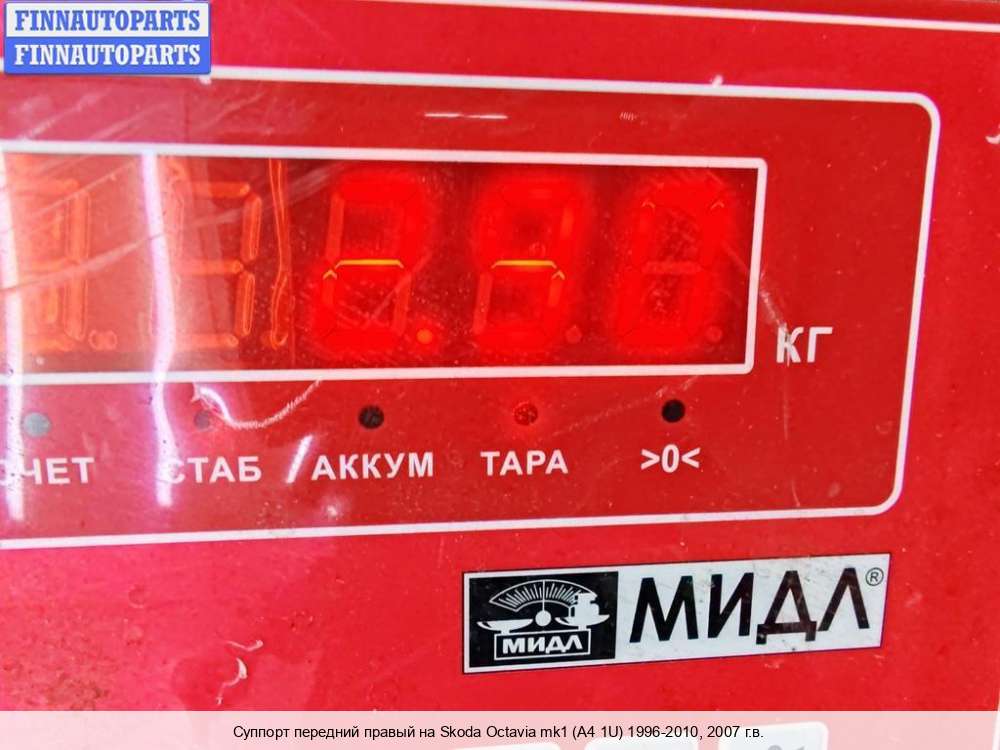 FINNAUTOPARTS
FINNAUTOPARTS
КГ
СЧЕТ СТАБ АККУМ ТАРА >0<
МИДЛ МИДЛ®
Суппорт передний правый на Skoda Octavia mk1 (A4 1U) 1996-2010, 2007 г.в.